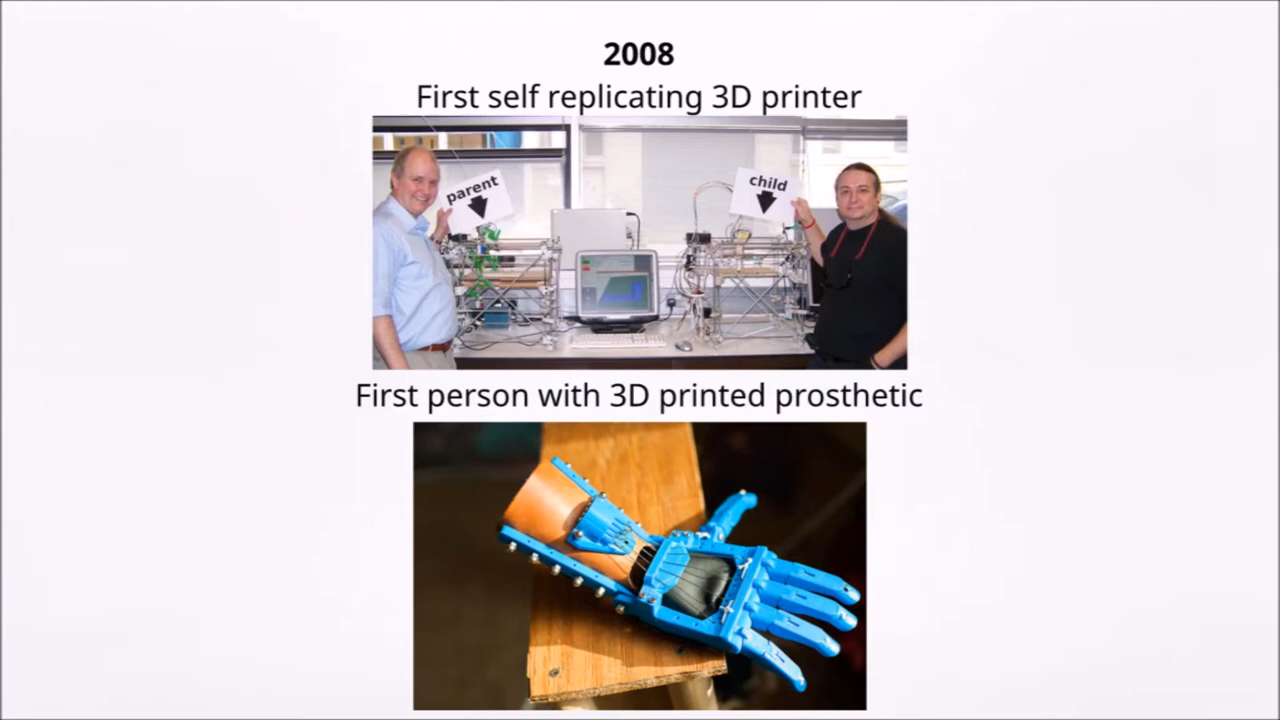 2008
First self replicating 3D printer
parent
child
First person with 3D printed prosthetic